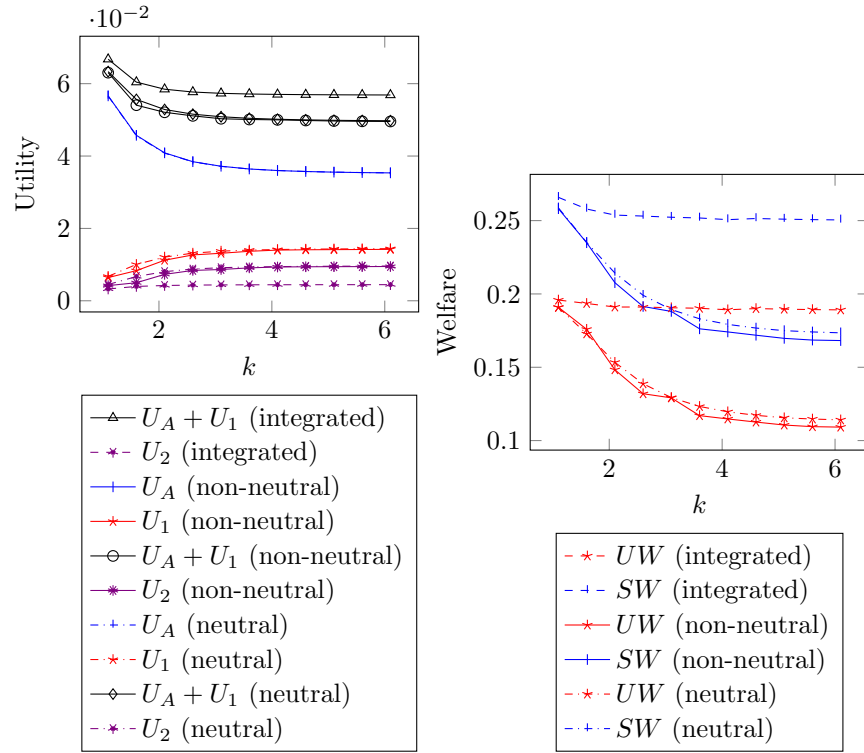 ·10⁻²
6
4
2
0
2 4 6
Utility
k
U_A + U_1 (integrated)
U_2 (integrated)
U_A (non-neutral)
U_1 (non-neutral)
U_A + U_1 (non-neutral)
U_2 (non-neutral)
U_A (neutral)
U_1 (neutral)
U_A + U_1 (neutral)
U_2 (neutral)
0.25
0.2
0.15
0.1
2 4 6
Welfare
k
UW (integrated)
SW (integrated)
UW (non-neutral)
SW (non-neutral)
UW (neutral)
SW (neutral)